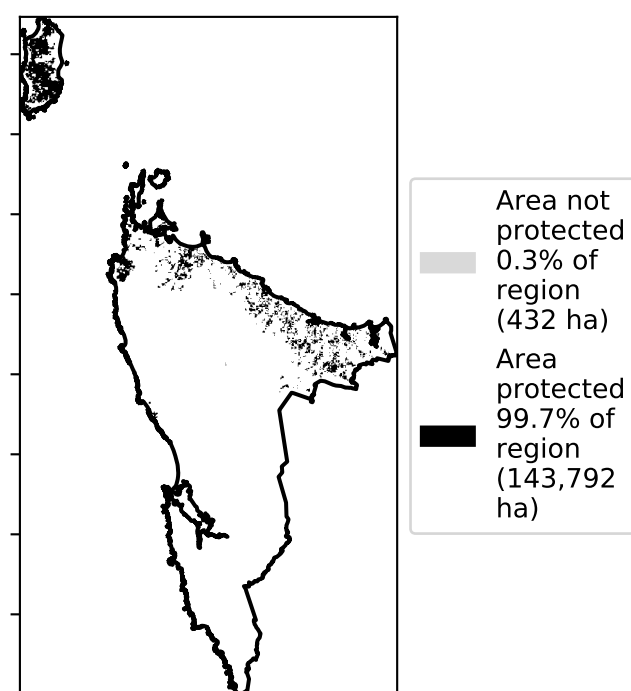 Area not
protected
0.3% of
region
(432 ha)
Area
protected
99.7% of
region
(143,792
ha)